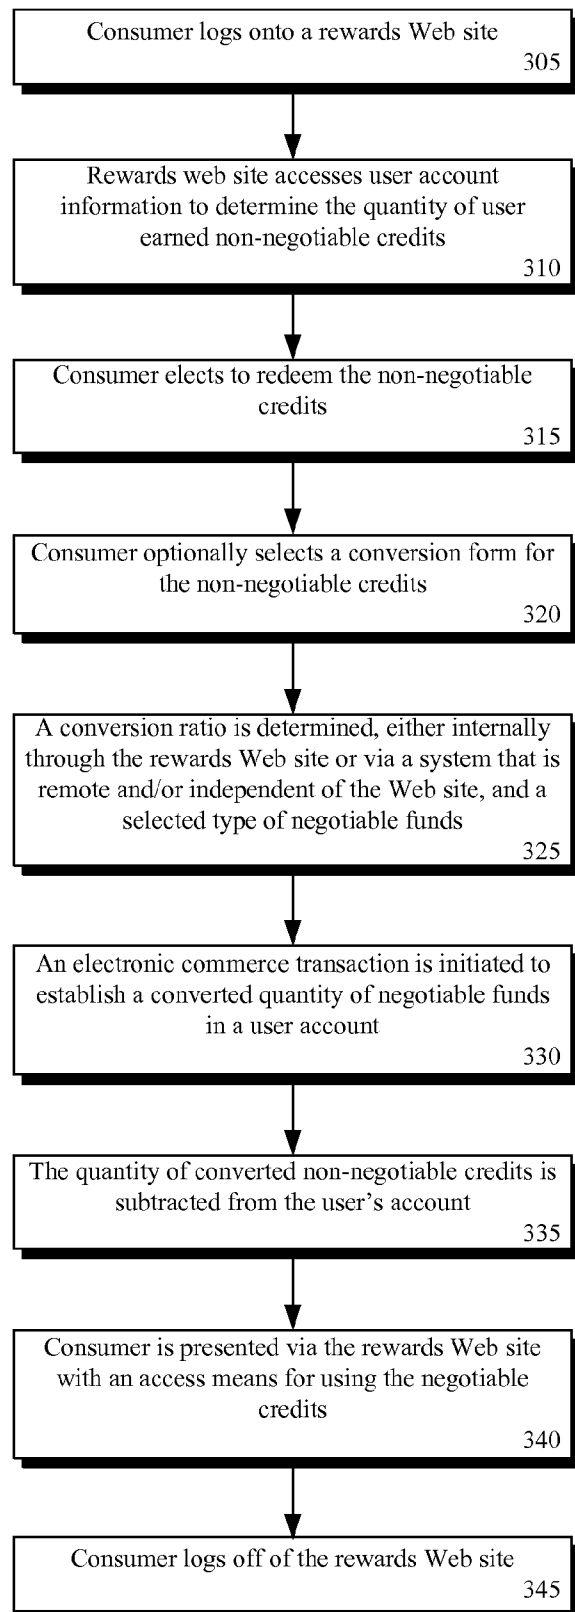 Consumer logs onto a rewards Web site
305
Rewards web site accesses user account
information to determine the quantity of user
earned non-negotiable credits
310
Consumer elects to redeem the non-negotiable
credits
315
Consumer optionally selects a conversion form for
the non-negotiable credits
320
A conversion ratio is determined, either internally
through the rewards Web site or via a system that is
remote and/or independent of the Web site, and a
selected type of negotiable funds
325
An electronic commerce transaction is initiated to
establish a converted quantity of negotiable funds
in a user account
330
The quantity of converted non-negotiable credits is
subtracted from the user's account
335
Consumer is presented via the rewards Web site
with an access means for using the negotiable
credits
340
Consumer logs off of the rewards Web site
345